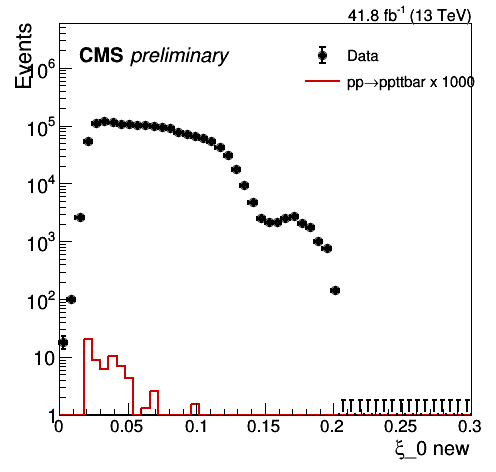 41.8 fb⁻¹ (13 TeV)
Events
CMS preliminary
Data
pp→ppttbar x 1000
10⁶
10⁵
10⁴
10³
10²
10
1
0 0.05 0.1 0.15 0.2 0.25 0.3
ξ_0 new